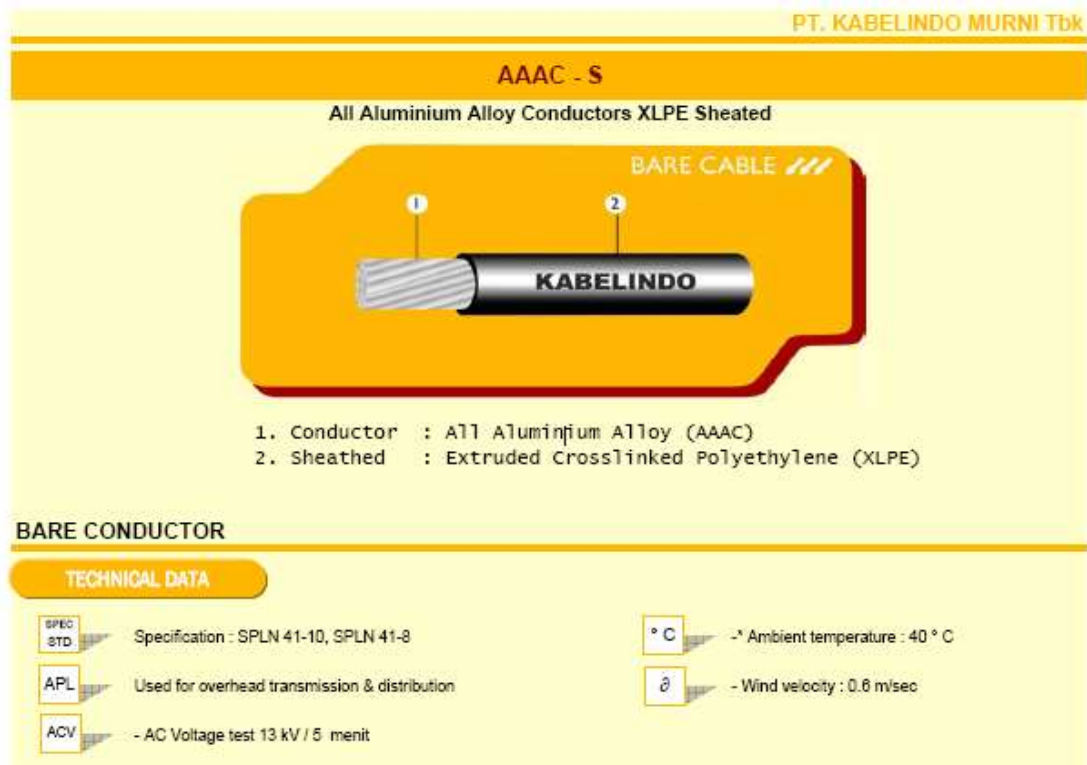 PT. KABELINDO MURNI Tbk
AAAC - S
All Aluminium Alloy Conductors XLPE Sheated
BARE CABLE
1 2
KABELINDO
1. Conductor : All Aluminium Alloy (AAAC)
2. Sheathed : Extruded Crosslinked Polyethylene (XLPE)
BARE CONDUCTOR
TECHNICAL DATA
SPEC STD Specification : SPLN 41-10, SPLN 41-8
APL Used for overhead transmission & distribution
ACV - AC Voltage test 13 kV / 5 menit
° C -* Ambient temperature : 40 ° C
∂ - Wind velocity : 0.6 m/sec